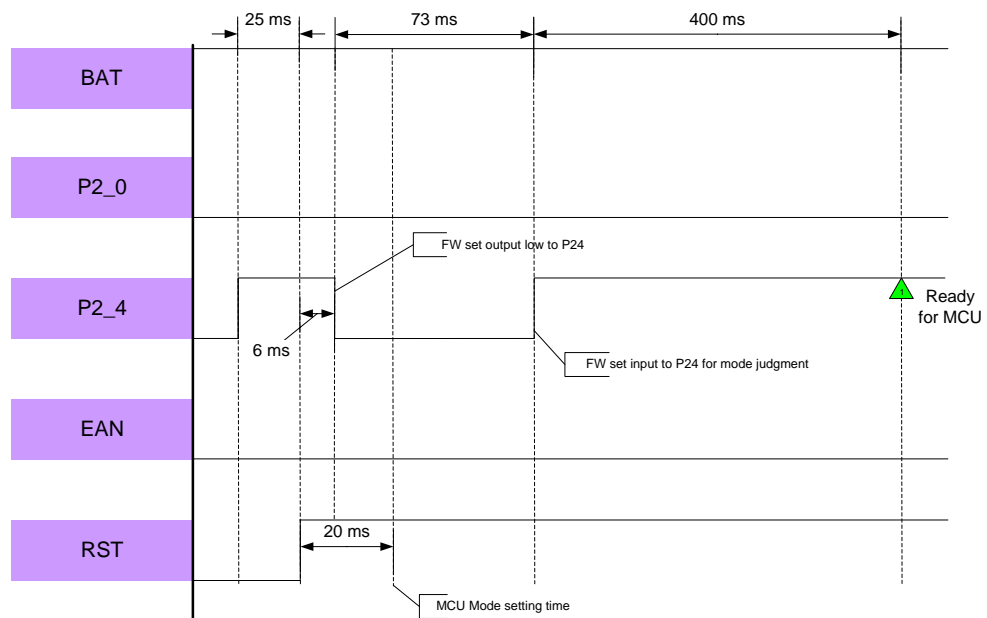 25 ms
73 ms
400 ms
BAT
P2_0
FW set output low to P24
P2_4
1
Ready
for MCU
6 ms
FW set input to P24 for mode judgment
EAN
20 ms
RST
MCU Mode setting time